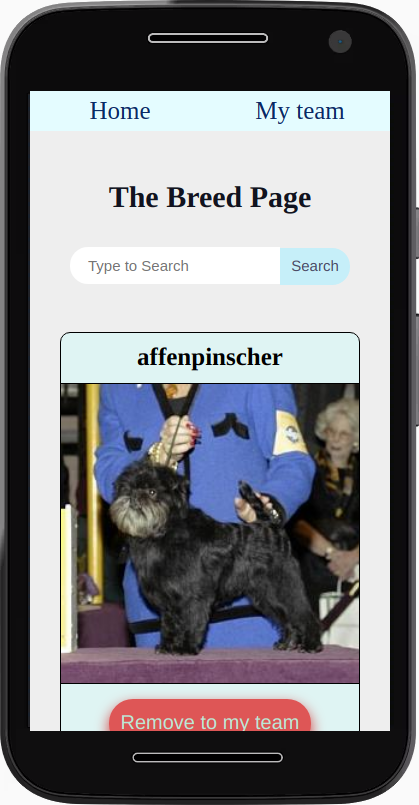 Home My team
The Breed Page
Type to Search Search
affenpinscher
Remove to my team